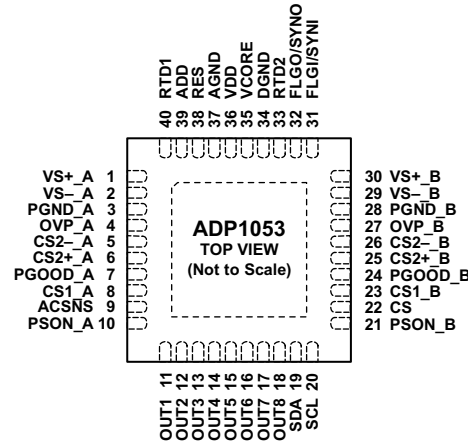 40 RTD1
39 ADD
38 RES
37 AGND
36 VDD
35 VCORE
34 DGND
33 RTD2
32 FLGO/SYNO
31 FLGI/SYNI
VS+_A 1
VS–_A 2
PGND_A 3
OVP_A 4
CS2–_A 5
CS2+_A 6
PGOOD_A 7
CS1_A 8
ACSNS 9
PSON_A 10
ADP1053
TOP VIEW
(Not to Scale)
30 VS+_B
29 VS–_B
28 PGND_B
27 OVP_B
26 CS2–_B
25 CS2+_B
24 PGOOD_B
23 CS1_B
22 CS
21 PSON_B
OUT1 11
OUT2 12
OUT3 13
OUT4 14
OUT5 15
OUT6 16
OUT7 17
OUT8 18
SDA 19
SCL 20